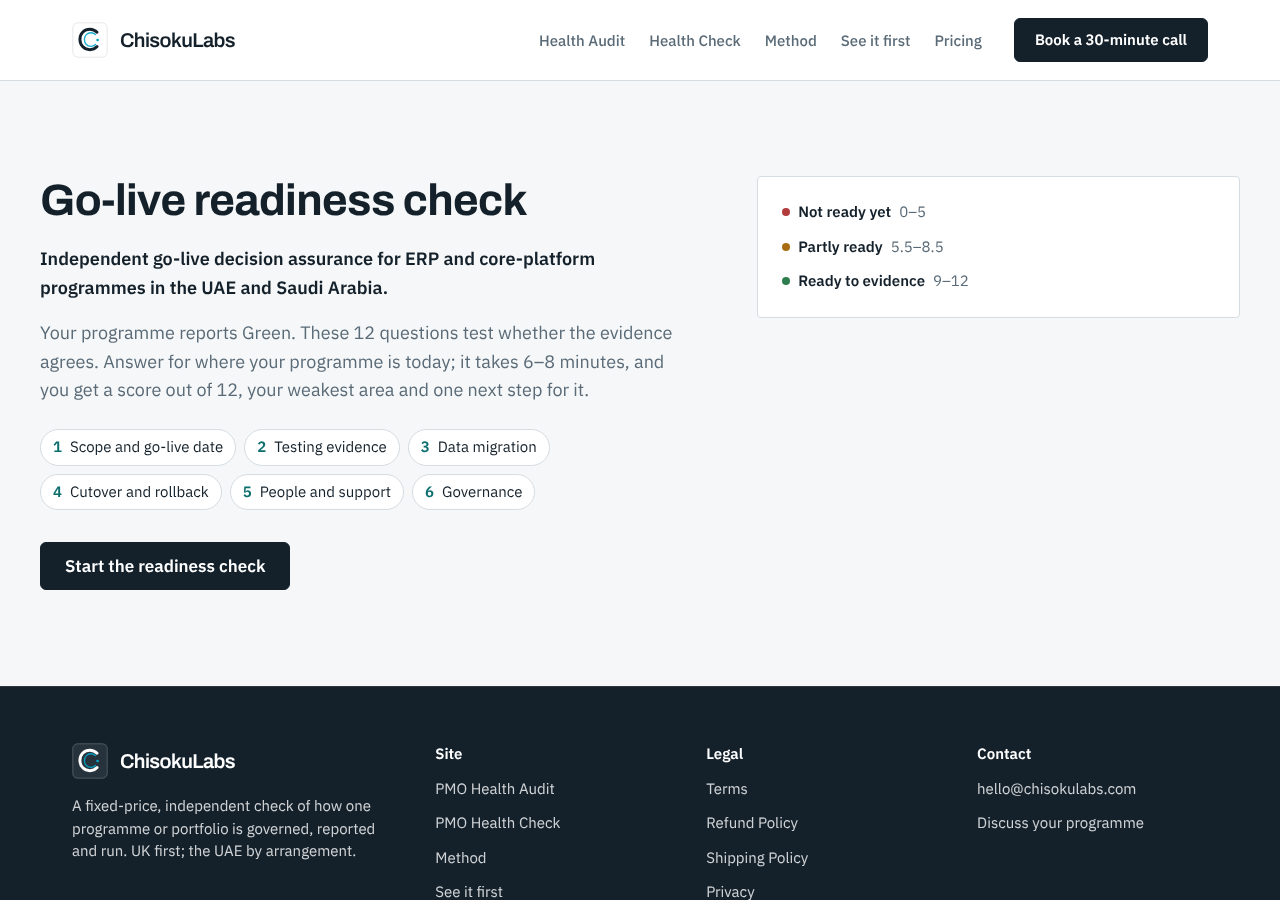 ChisokuLabs
Health Audit
Health Check
Method
See it first
Pricing
Book a 30-minute call
Go-live readiness check
Independent go-live decision assurance for ERP and core-platform
programmes in the UAE and Saudi Arabia.
Your programme reports Green. These 12 questions test whether the evidence
agrees. Answer for where your programme is today; it takes 6–8 minutes, and
you get a score out of 12, your weakest area and one next step for it.
1 Scope and go-live date
2 Testing evidence
3 Data migration
4 Cutover and rollback
5 People and support
6 Governance
Start the readiness check
Not ready yet 0–5
Partly ready 5.5–8.5
Ready to evidence 9–12
ChisokuLabs
A fixed-price, independent check of how one
programme or portfolio is governed, reported
and run. UK first; the UAE by arrangement.
Site
PMO Health Audit
PMO Health Check
Method
See it first
Legal
Terms
Refund Policy
Shipping Policy
Privacy
Contact
hello@chisokulabs.com
Discuss your programme